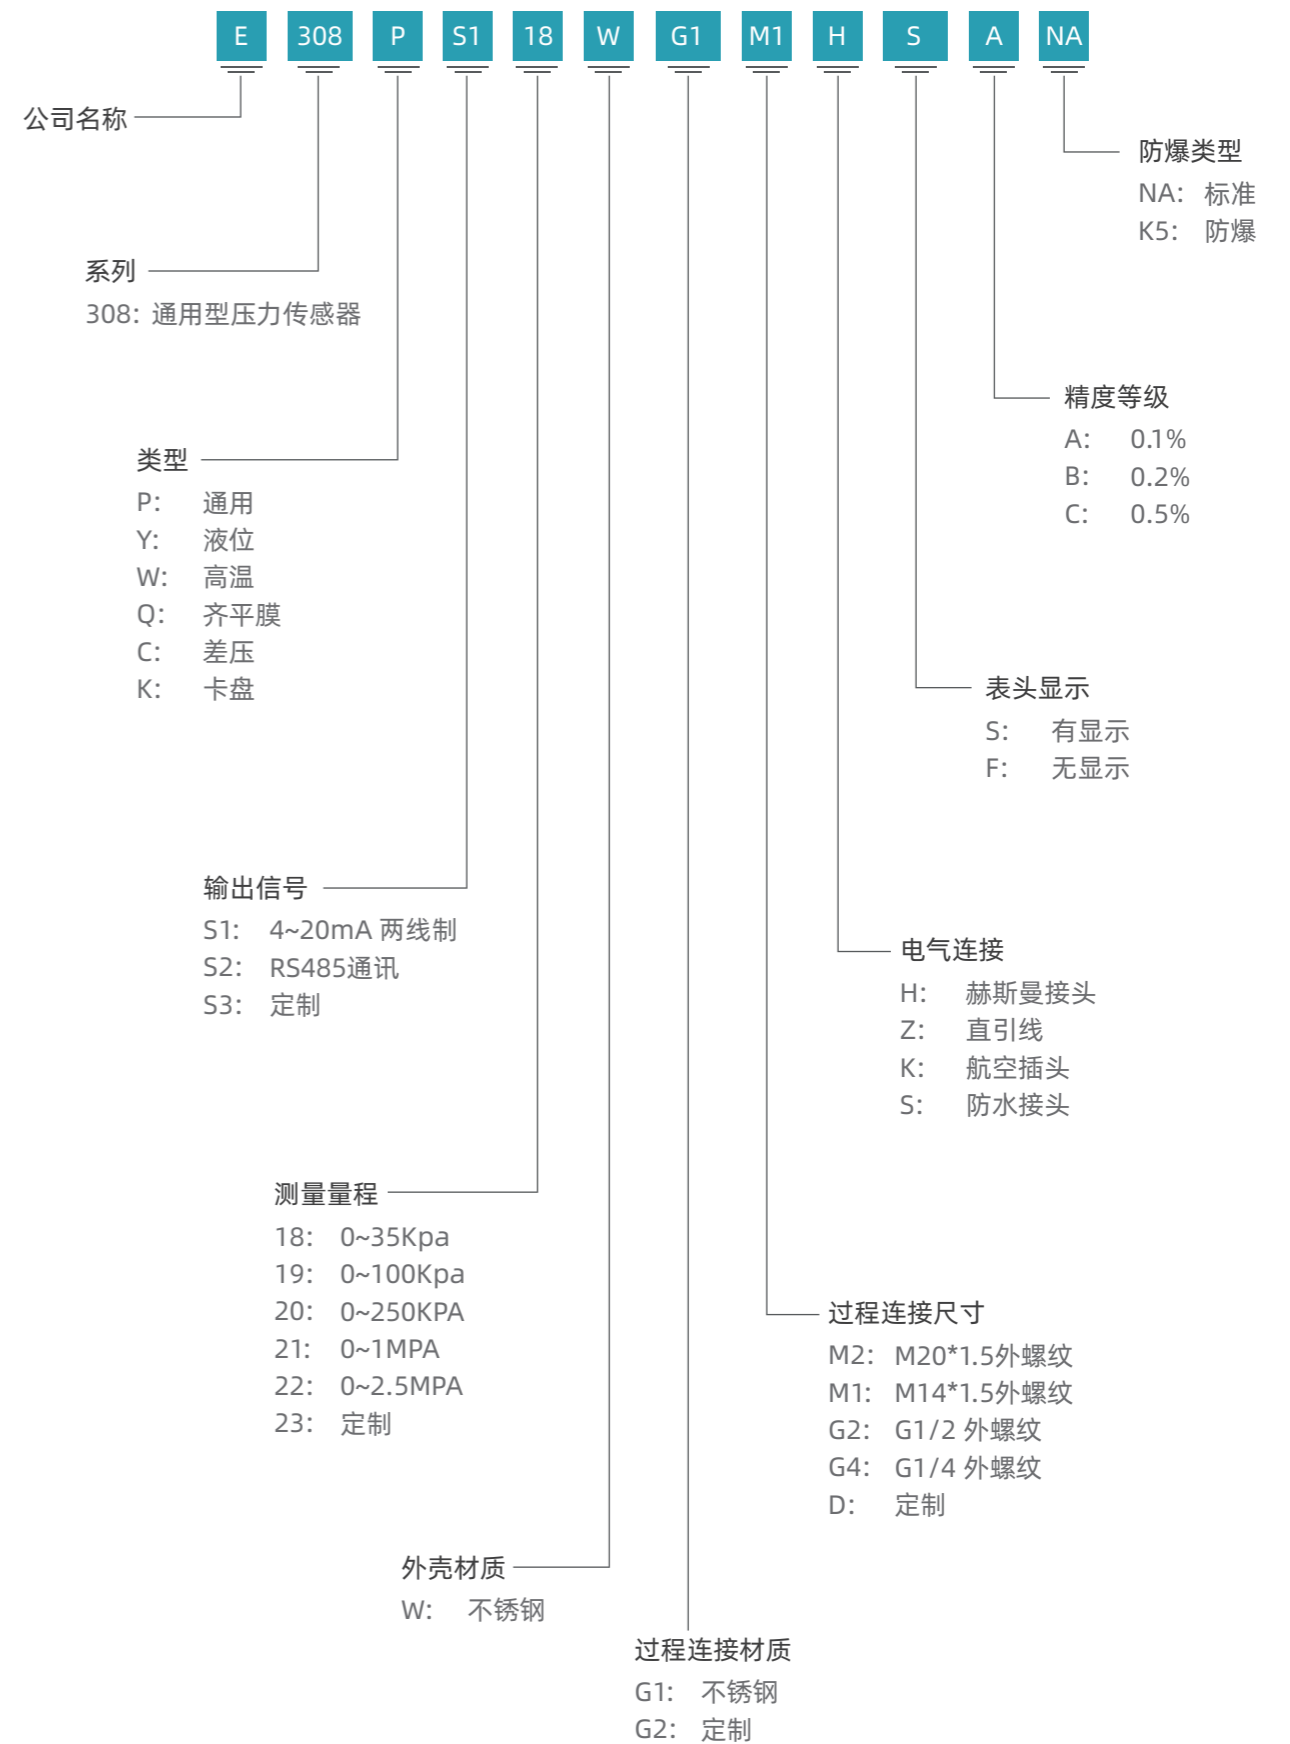 E 308 P S1 18 W G1 M1 H S A NA
公司名称
系列
308: 通用型压力传感器
类型
P: 通用
Y: 液位
W: 高温
Q: 齐平膜
C: 差压
K: 卡盘
输出信号
S1: 4~20mA 两线制
S2: RS485通讯
S3: 定制
测量量程
18: 0~35Kpa
19: 0~100Kpa
20: 0~250KPA
21: 0~1MPA
22: 0~2.5MPA
23: 定制
外壳材质
W: 不锈钢
过程连接材质
G1: 不锈钢
G2: 定制
过程连接尺寸
M2: M20*1.5外螺纹
M1: M14*1.5外螺纹
G2: G1/2 外螺纹
G4: G1/4 外螺纹
D: 定制
电气连接
H: 赫斯曼接头
Z: 直引线
K: 航空插头
S: 防水接头
表头显示
S: 有显示
F: 无显示
精度等级
A: 0.1%
B: 0.2%
C: 0.5%
防爆类型
NA: 标准
K5: 防爆